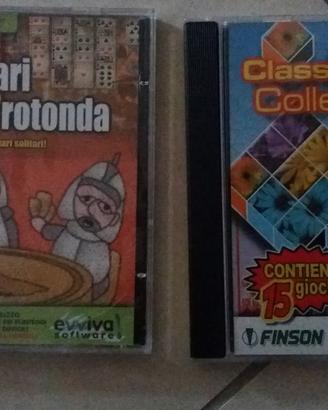 ari
rotonda
ari solitari!
evviva
software
Class
Colle
CONTIEN
15 gioc
FINSON